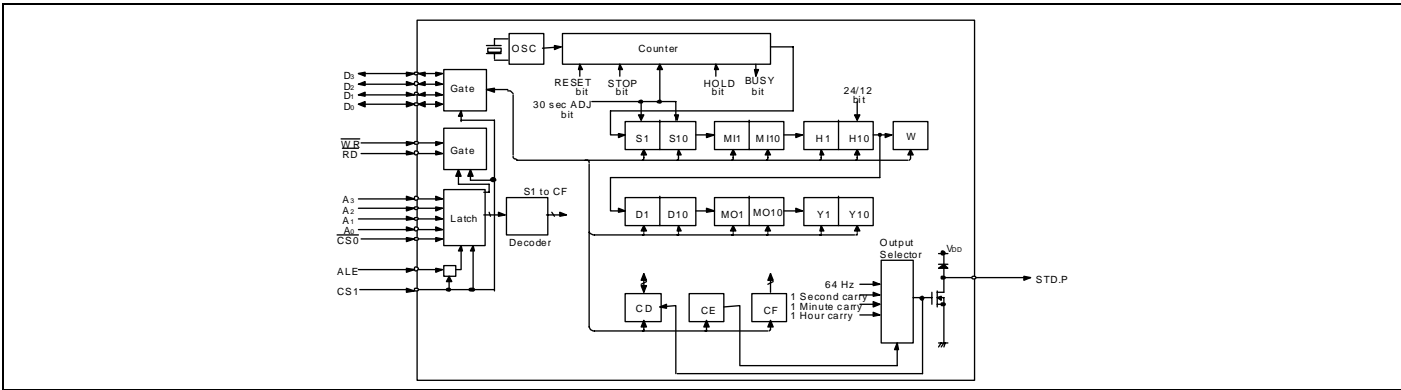 OSC
Counter
RESET
bit
STOP
bit
HOLD
bit
BUSY
bit
30 sec ADJ
bit
24/12
bit
D3
D2
D1
D0
Gate
WR
RD
Gate
A3
A2
A1
A0
CS0
Latch
S1 to CF
Decoder
ALE
CS1
S1
S10
MI1
MI10
H1
H10
W
D1
D10
MO1
MO10
Y1
Y10
CD
CE
CF
Output
Selector
64 Hz
1 Second carry
1 Minute carry
1 Hour carry
VDD
STD.P